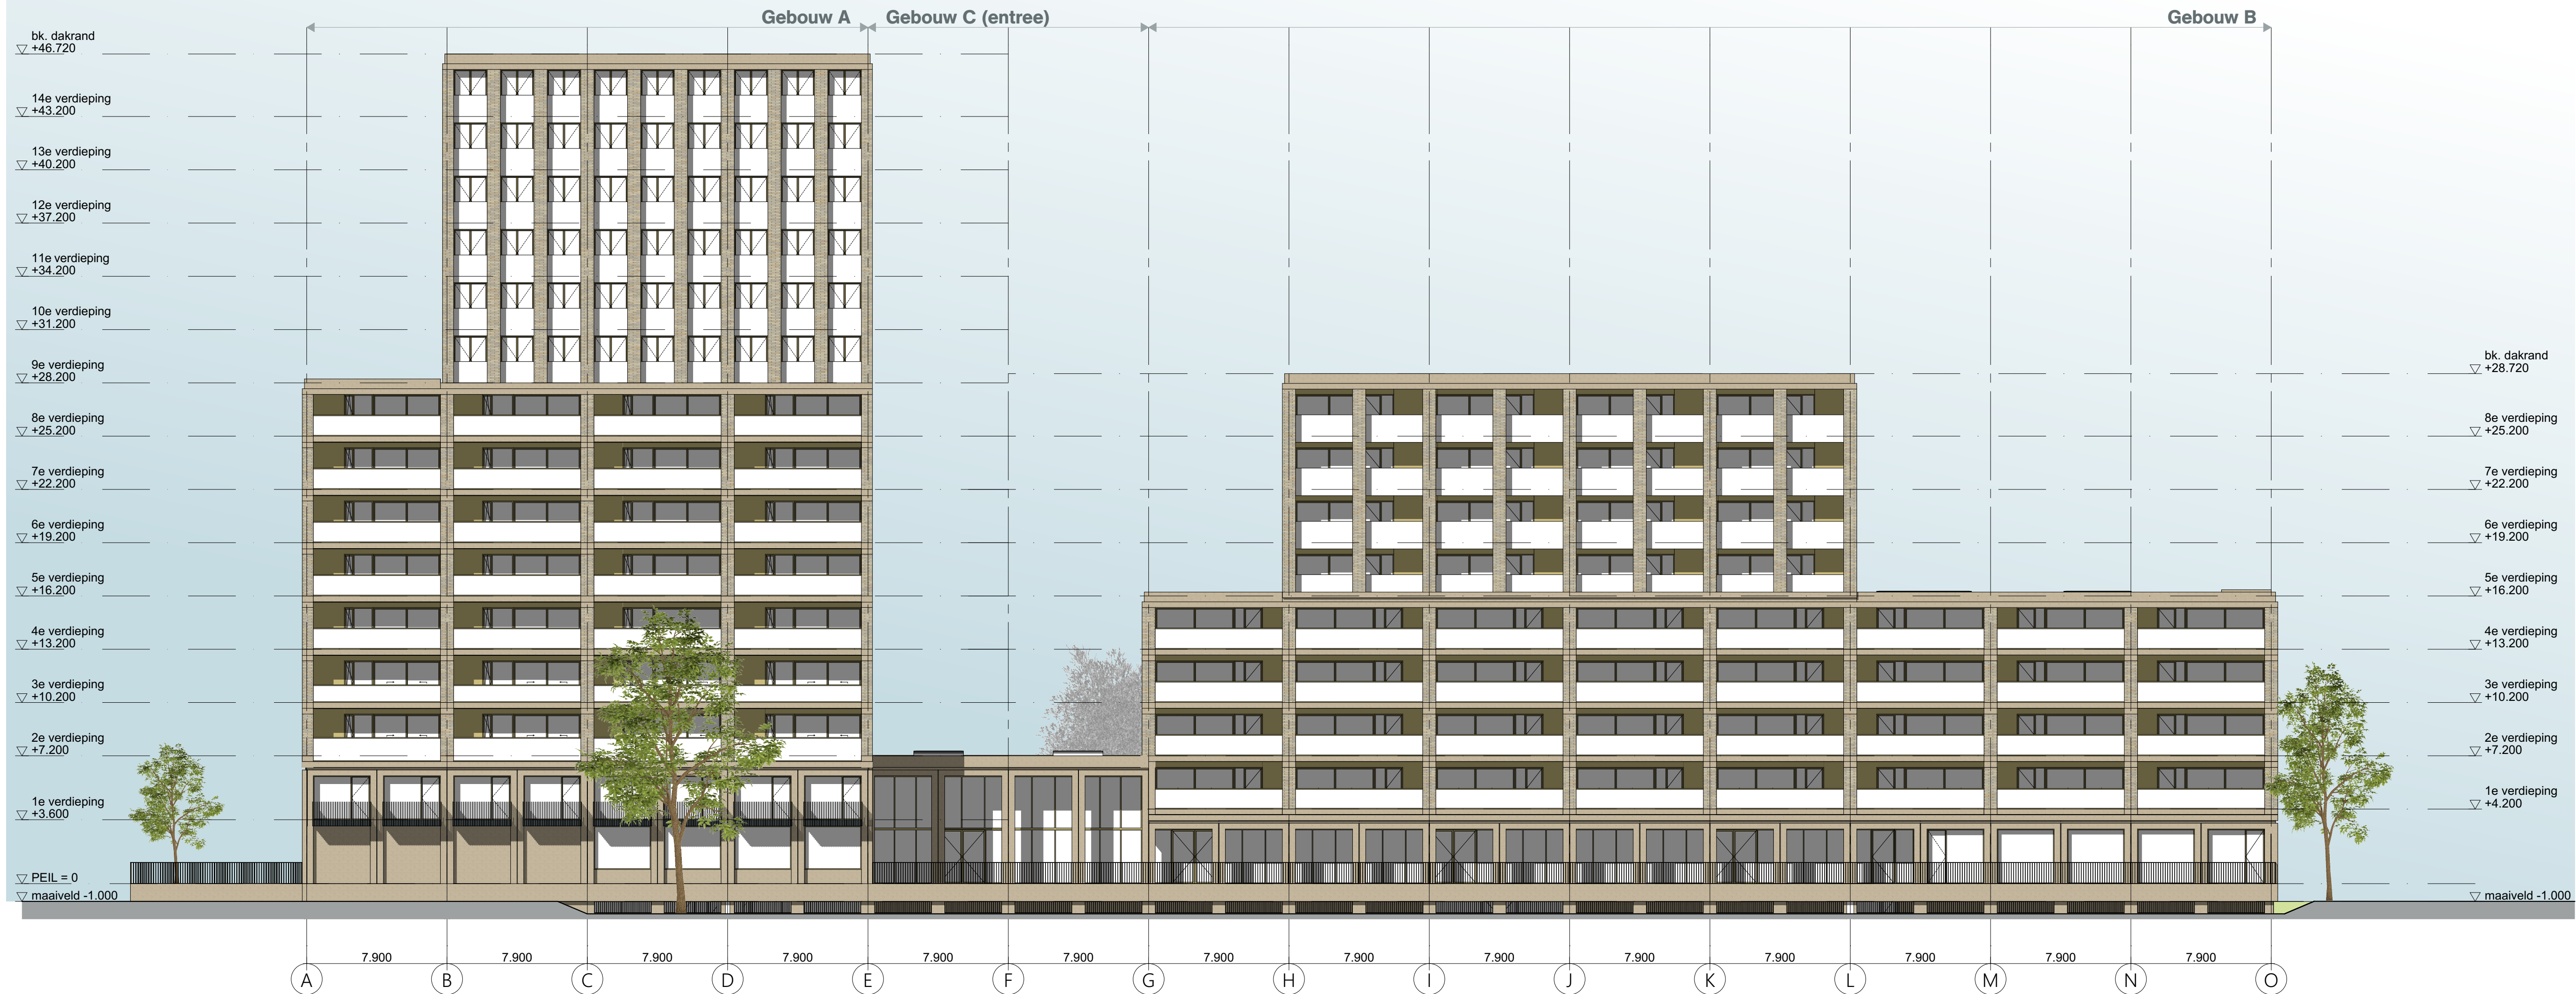 Gebouw A
Gebouw C (entree)
Gebouw B
bk. dakrand
+46.720
14e verdieping
+43.200
13e verdieping
+40.200
12e verdieping
+37.200
11e verdieping
+34.200
10e verdieping
+31.200
9e verdieping
+28.200
8e verdieping
+25.200
7e verdieping
+22.200
6e verdieping
+19.200
5e verdieping
+16.200
4e verdieping
+13.200
3e verdieping
+10.200
2e verdieping
+7.200
1e verdieping
+3.600
PEIL = 0
maaiveld -1.000
bk. dakrand
+28.720
8e verdieping
+25.200
7e verdieping
+22.200
6e verdieping
+19.200
5e verdieping
+16.200
4e verdieping
+13.200
3e verdieping
+10.200
2e verdieping
+7.200
1e verdieping
+4.200
maaiveld -1.000
7.900 7.900 7.900 7.900 7.900 7.900 7.900 7.900 7.900 7.900 7.900 7.900 7.900 7.900
A B C D E F G H I J K L M N O